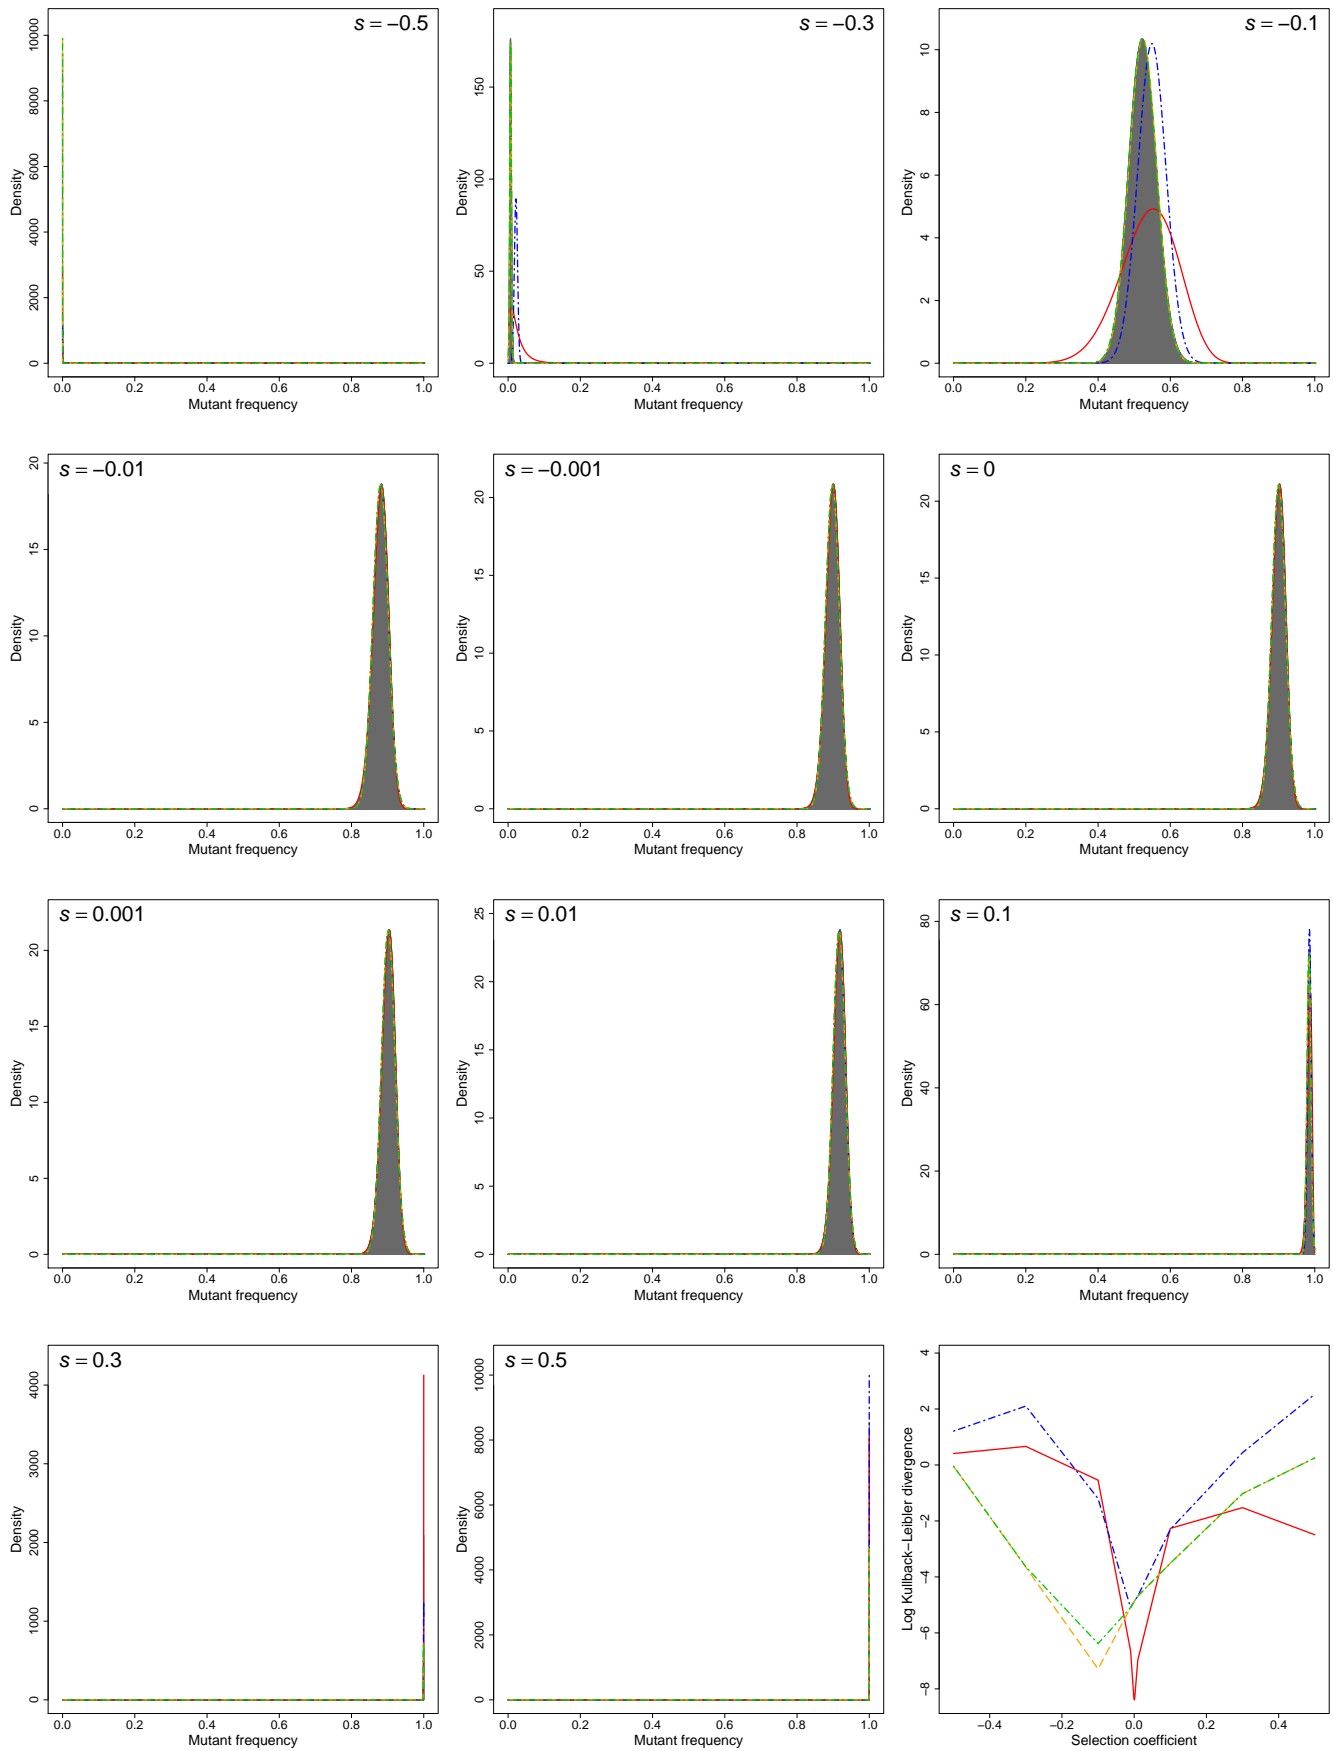 s = −0.5
Density
0 2000 4000 6000 8000 10000
0.0 0.2 0.4 0.6 0.8 1.0
Mutant frequency
s = −0.3
Density
0 50 100 150
0.0 0.2 0.4 0.6 0.8 1.0
Mutant frequency
s = −0.1
Density
0 2 4 6 8 10
0.0 0.2 0.4 0.6 0.8 1.0
Mutant frequency
s = −0.01
Density
0 5 10 15 20
0.0 0.2 0.4 0.6 0.8 1.0
Mutant frequency
s = −0.001
Density
0 5 10 15 20
0.0 0.2 0.4 0.6 0.8 1.0
Mutant frequency
s = 0
Density
0 5 10 15 20
0.0 0.2 0.4 0.6 0.8 1.0
Mutant frequency
s = 0.001
Density
0 5 10 15 20
0.0 0.2 0.4 0.6 0.8 1.0
Mutant frequency
s = 0.01
Density
0 5 10 15 20 25
0.0 0.2 0.4 0.6 0.8 1.0
Mutant frequency
s = 0.1
Density
0 20 40 60 80
0.0 0.2 0.4 0.6 0.8 1.0
Mutant frequency
s = 0.3
Density
0 1000 2000 3000 4000
0.0 0.2 0.4 0.6 0.8 1.0
Mutant frequency
s = 0.5
Density
0 2000 4000 6000 8000 10000
0.0 0.2 0.4 0.6 0.8 1.0
Mutant frequency
Log Kullback−Leibler divergence
−8 −6 −4 −2 0 2 4
−0.4 −0.2 0.0 0.2 0.4
Selection coefficient